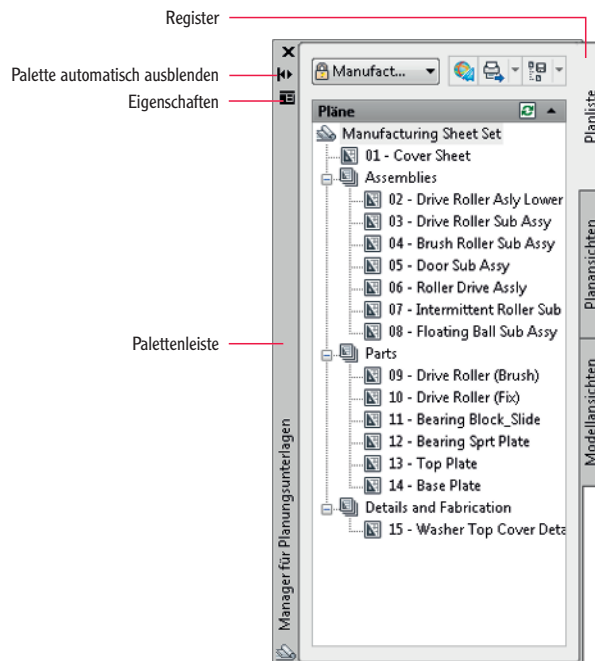 Register
Palette automatisch ausblenden
Eigenschaften
Palettenleiste
Manufact...
Pläne
Manufacturing Sheet Set
01 - Cover Sheet
Assemblies
02 - Drive Roller Asly Lower
03 - Drive Roller Sub Assy
04 - Brush Roller Sub Assy
05 - Door Sub Assy
06 - Roller Drive Assly
07 - Intermittent Roller Sub
08 - Floating Ball Sub Assy
Parts
09 - Drive Roller (Brush)
10 - Drive Roller (Fix)
11 - Bearing Block_Slide
12 - Bearing Sprt Plate
13 - Top Plate
14 - Base Plate
Details and Fabrication
15 - Washer Top Cover Deta
Planliste
Planansichten
Modellansichten
Manager für Planungsunterlagen